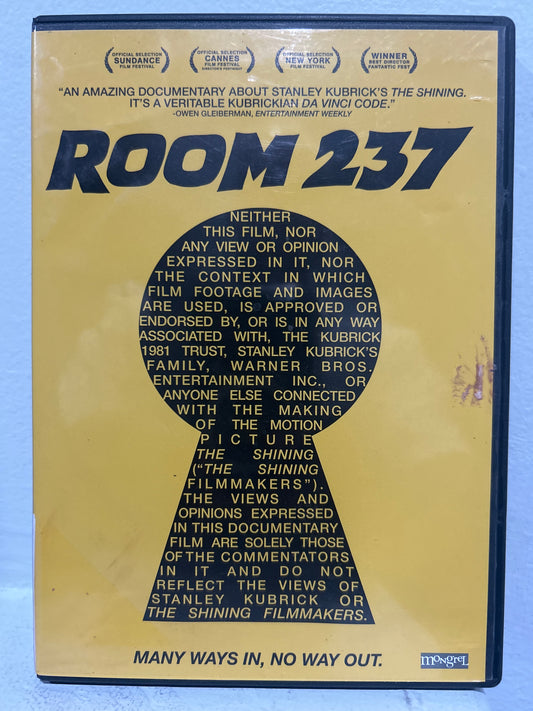 OFFICIAL SELECTION
SUNDANCE
FILM FESTIVAL
OFFICIAL SELECTION
CANNES
FILM FESTIVAL
DIRECTOR'S FORTNIGHT
OFFICIAL SELECTION
NEW YORK
FILM FESTIVAL
WINNER
BEST DIRECTOR
FANTASTIC FEST
"AN AMAZING DOCUMENTARY ABOUT STANLEY KUBRICK'S THE SHINING.
IT'S A VERITABLE KUBRICKIAN DA VINCI CODE."
-OWEN GLEIBERMAN, ENTERTAINMENT WEEKLY
ROOM 237
NEITHER
THIS FILM, NOR
ANY VIEW OR OPINION
EXPRESSED IN IT, NOR
THE CONTEXT IN WHICH
FILM FOOTAGE AND IMAGES
ARE USED, IS APPROVED OR
ENDORSED BY, OR IS IN ANY WAY
ASSOCIATED WITH, THE KUBRICK
1981 TRUST, STANLEY KUBRICK'S
FAMILY, WARNER BROS.
ENTERTAINMENT INC., OR
ANYONE ELSE CONNECTED
WITH THE MAKING
OF THE MOTION
PICTURE
THE SHINING
("THE SHINING
FILMMAKERS").
THE VIEWS AND
OPINIONS EXPRESSED
IN THIS DOCUMENTARY
FILM ARE SOLELY THOSE
OF THE COMMENTATORS
IN IT AND DO NOT
REFLECT THE VIEWS OF
STANLEY KUBRICK OR
THE SHINING FILMMAKERS.
MANY WAYS IN, NO WAY OUT.
mongrel